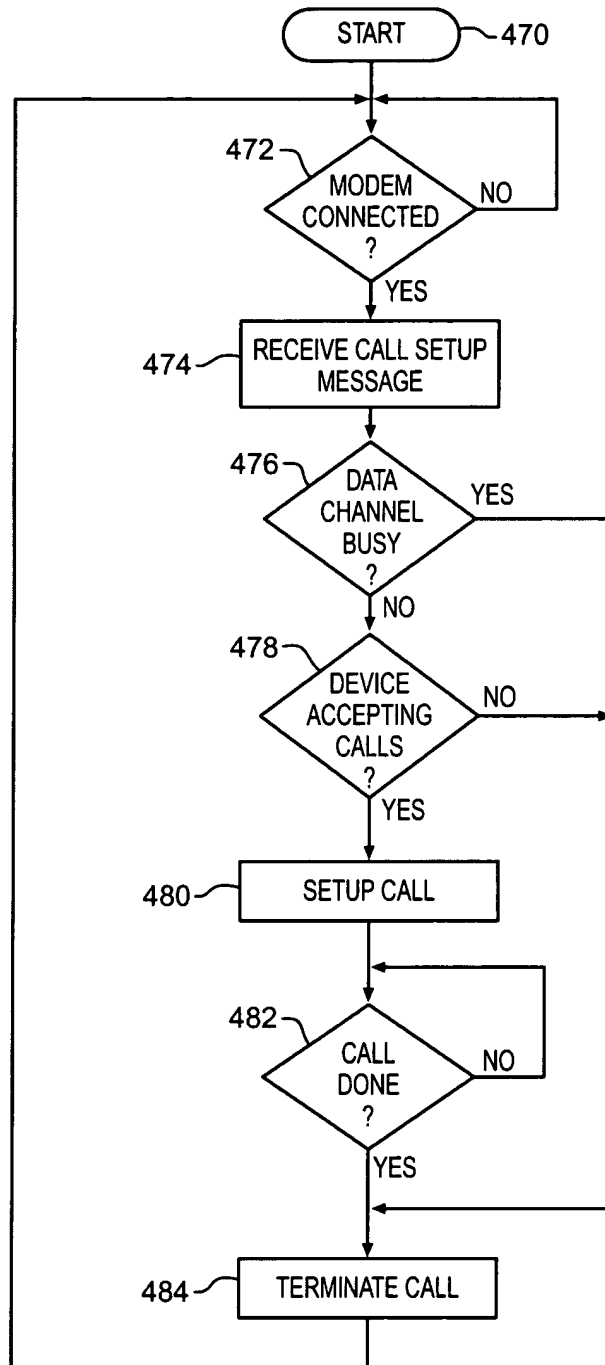 START
470
472
MODEM
CONNECTED
?
NO
YES
474
RECEIVE CALL SETUP
MESSAGE
476
DATA
CHANNEL
BUSY
?
YES
NO
478
DEVICE
ACCEPTING
CALLS
?
NO
YES
480
SETUP CALL
482
CALL
DONE
?
NO
YES
484
TERMINATE CALL